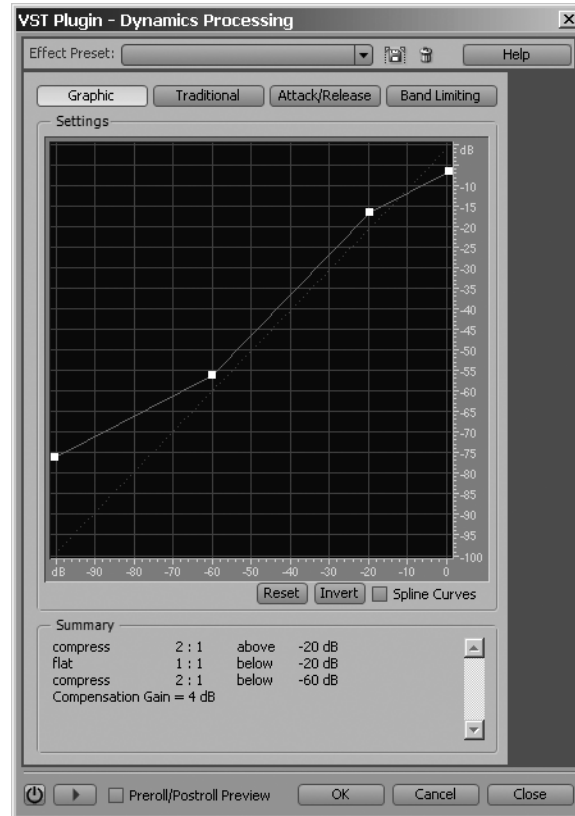 VST Plugin - Dynamics Processing
Effect Preset:
Help
Graphic Traditional Attack/Release Band Limiting
Settings
dB
-10
-15
-20
-25
-30
-35
-40
-45
-50
-55
-60
-65
-70
-75
-80
-85
-90
-95
-100
dB -90 -80 -70 -60 -50 -40 -30 -20 -10 0
Reset Invert Spline Curves
Summary
compress 2 : 1 above -20 dB
flat 1 : 1 below -20 dB
compress 2 : 1 below -60 dB
Compensation Gain = 4 dB
Preroll/Postroll Preview OK Cancel Close